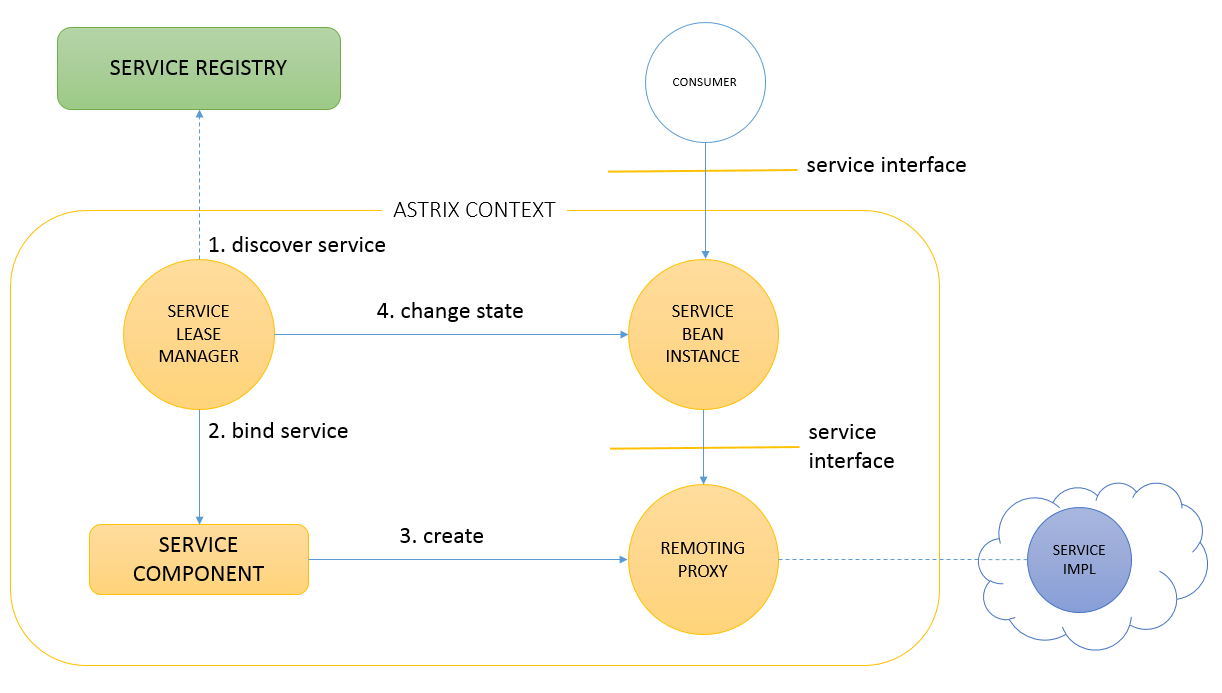 SERVICE REGISTRY
CONSUMER
service interface
ASTRIX CONTEXT
1. discover service
SERVICE
LEASE
MANAGER
4. change state
SERVICE
BEAN
INSTANCE
2. bind service
service
interface
SERVICE
COMPONENT
3. create
REMOTING
PROXY
SERVICE
IMPL